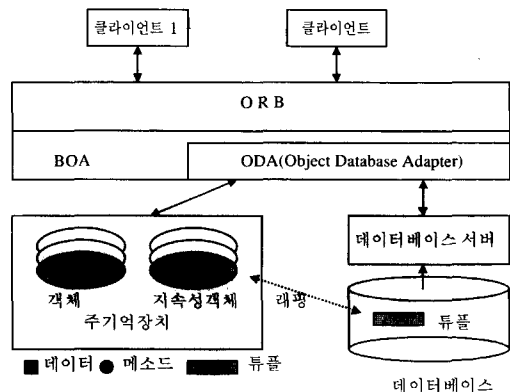 클라이언트 1
클라이언트
ORB
BOA
ODA(Object Database Adapter)
데이터베이스 서버
객체
지속성객체
래핑
주기억장치
튜플
데이터
메소드
튜플
데이터베이스